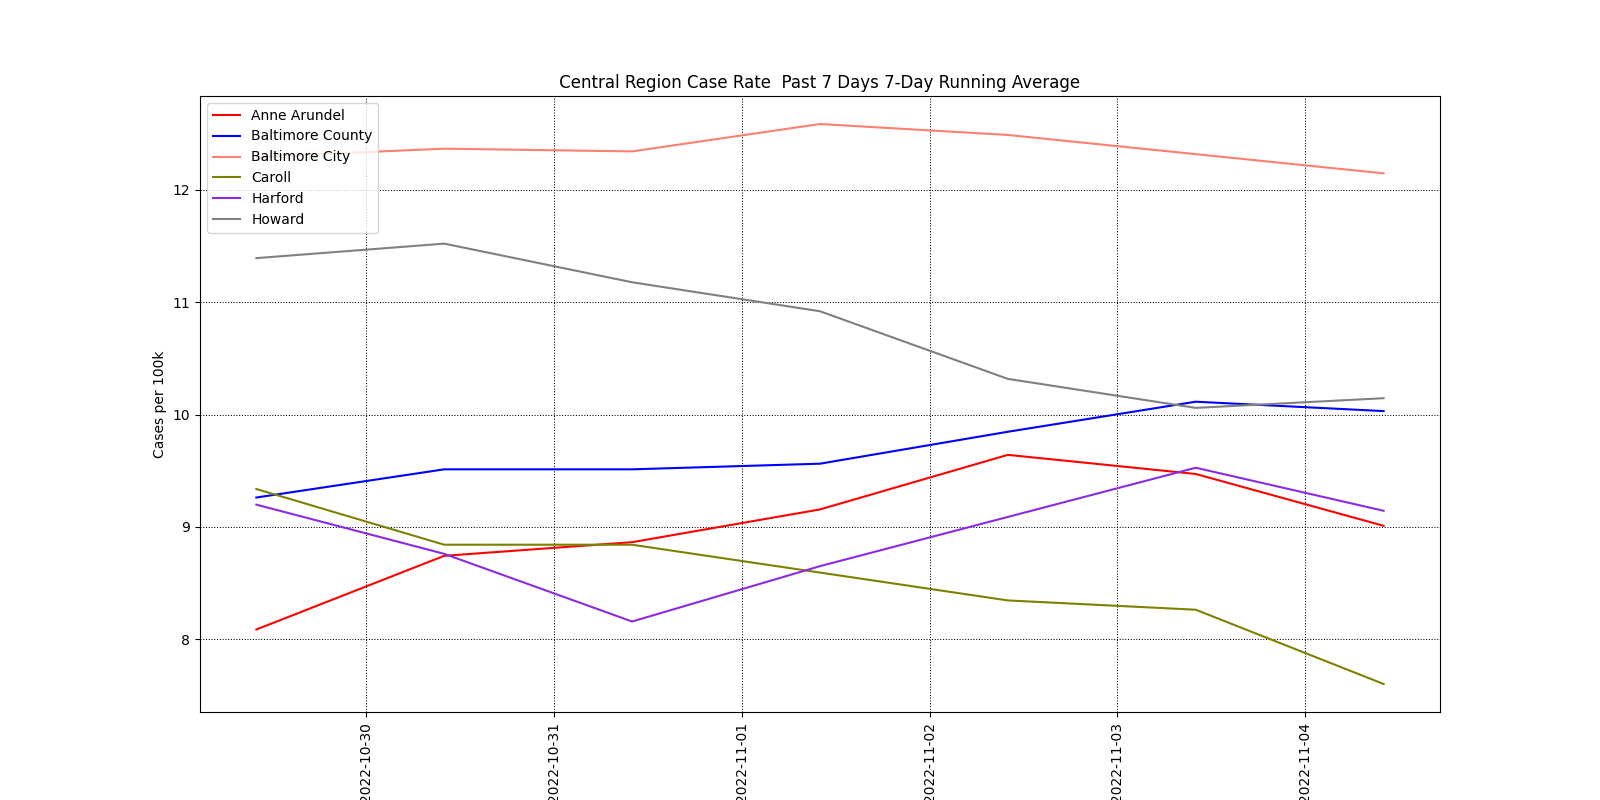 Central Region Case Rate  Past 7 Days 7-Day Running Average
Anne Arundel
Baltimore County
Baltimore City
Caroll
Harford
Howard
Cases per 100k
12
11
10
9
8
2022-10-30
2022-10-31
2022-11-01
2022-11-02
2022-11-03
2022-11-04